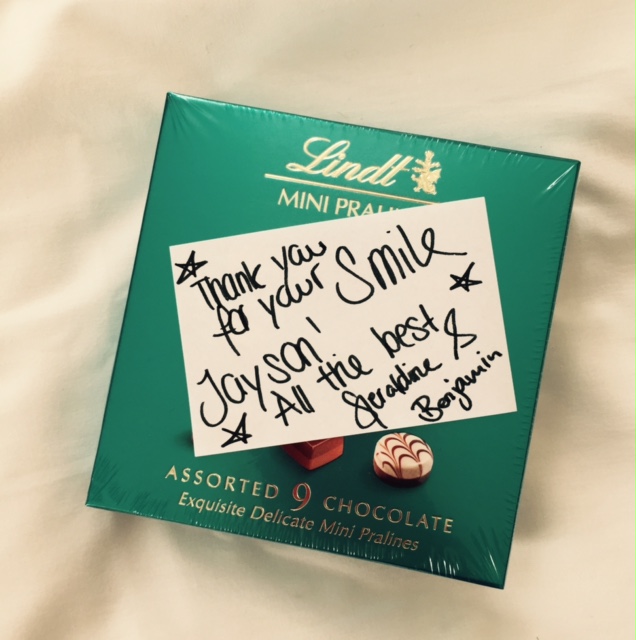 Lindt
MINI PRALI
Thank you
for your Smile
Jayson!
All the best
Geraldine &
Benjamin
ASSORTED 9 CHOCOLATE
Exquisite Delicate Mini Pralines